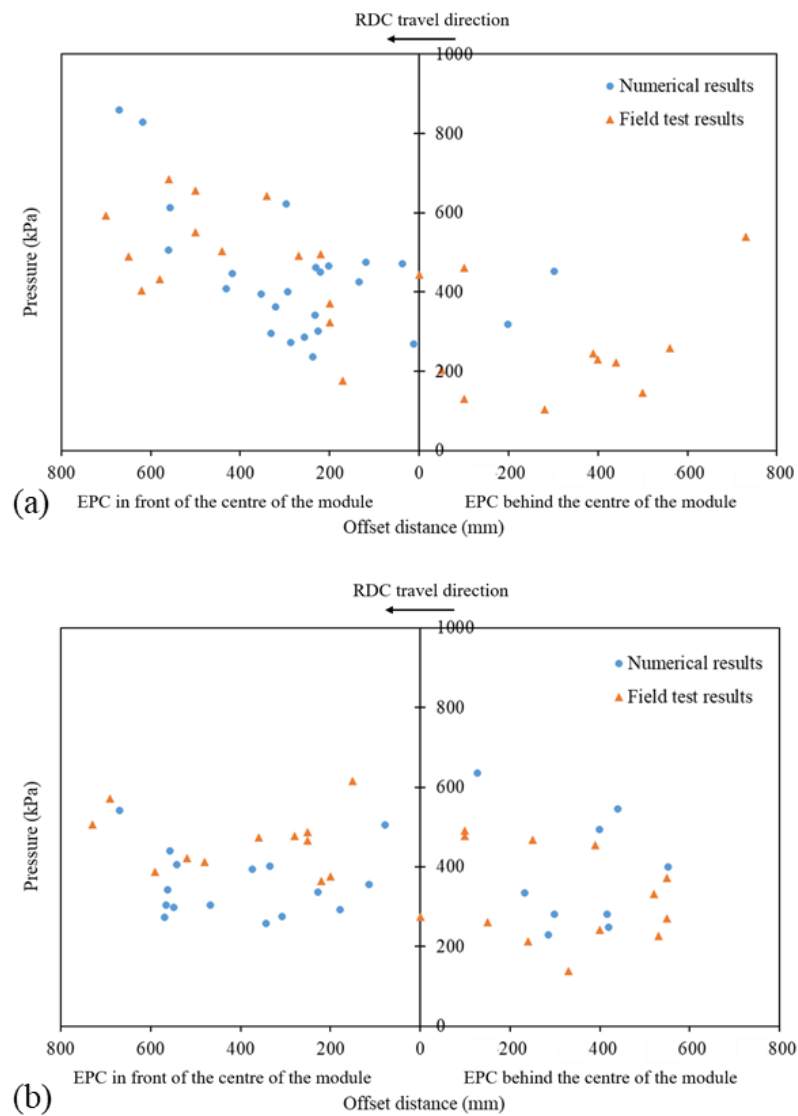 RDC travel direction
1000
Numerical results
Field test results
800
600
400
200
0
Pressure (kPa)
800 600 400 200 0 200 400 600 800
(a)
EPC in front of the centre of the module EPC behind the centre of the module
Offset distance (mm)
RDC travel direction
1000
Numerical results
Field test results
800
600
400
200
0
Pressure (kPa)
800 600 400 200 0 200 400 600 800
(b)
EPC in front of the centre of the module EPC behind the centre of the module
Offset distance (mm)